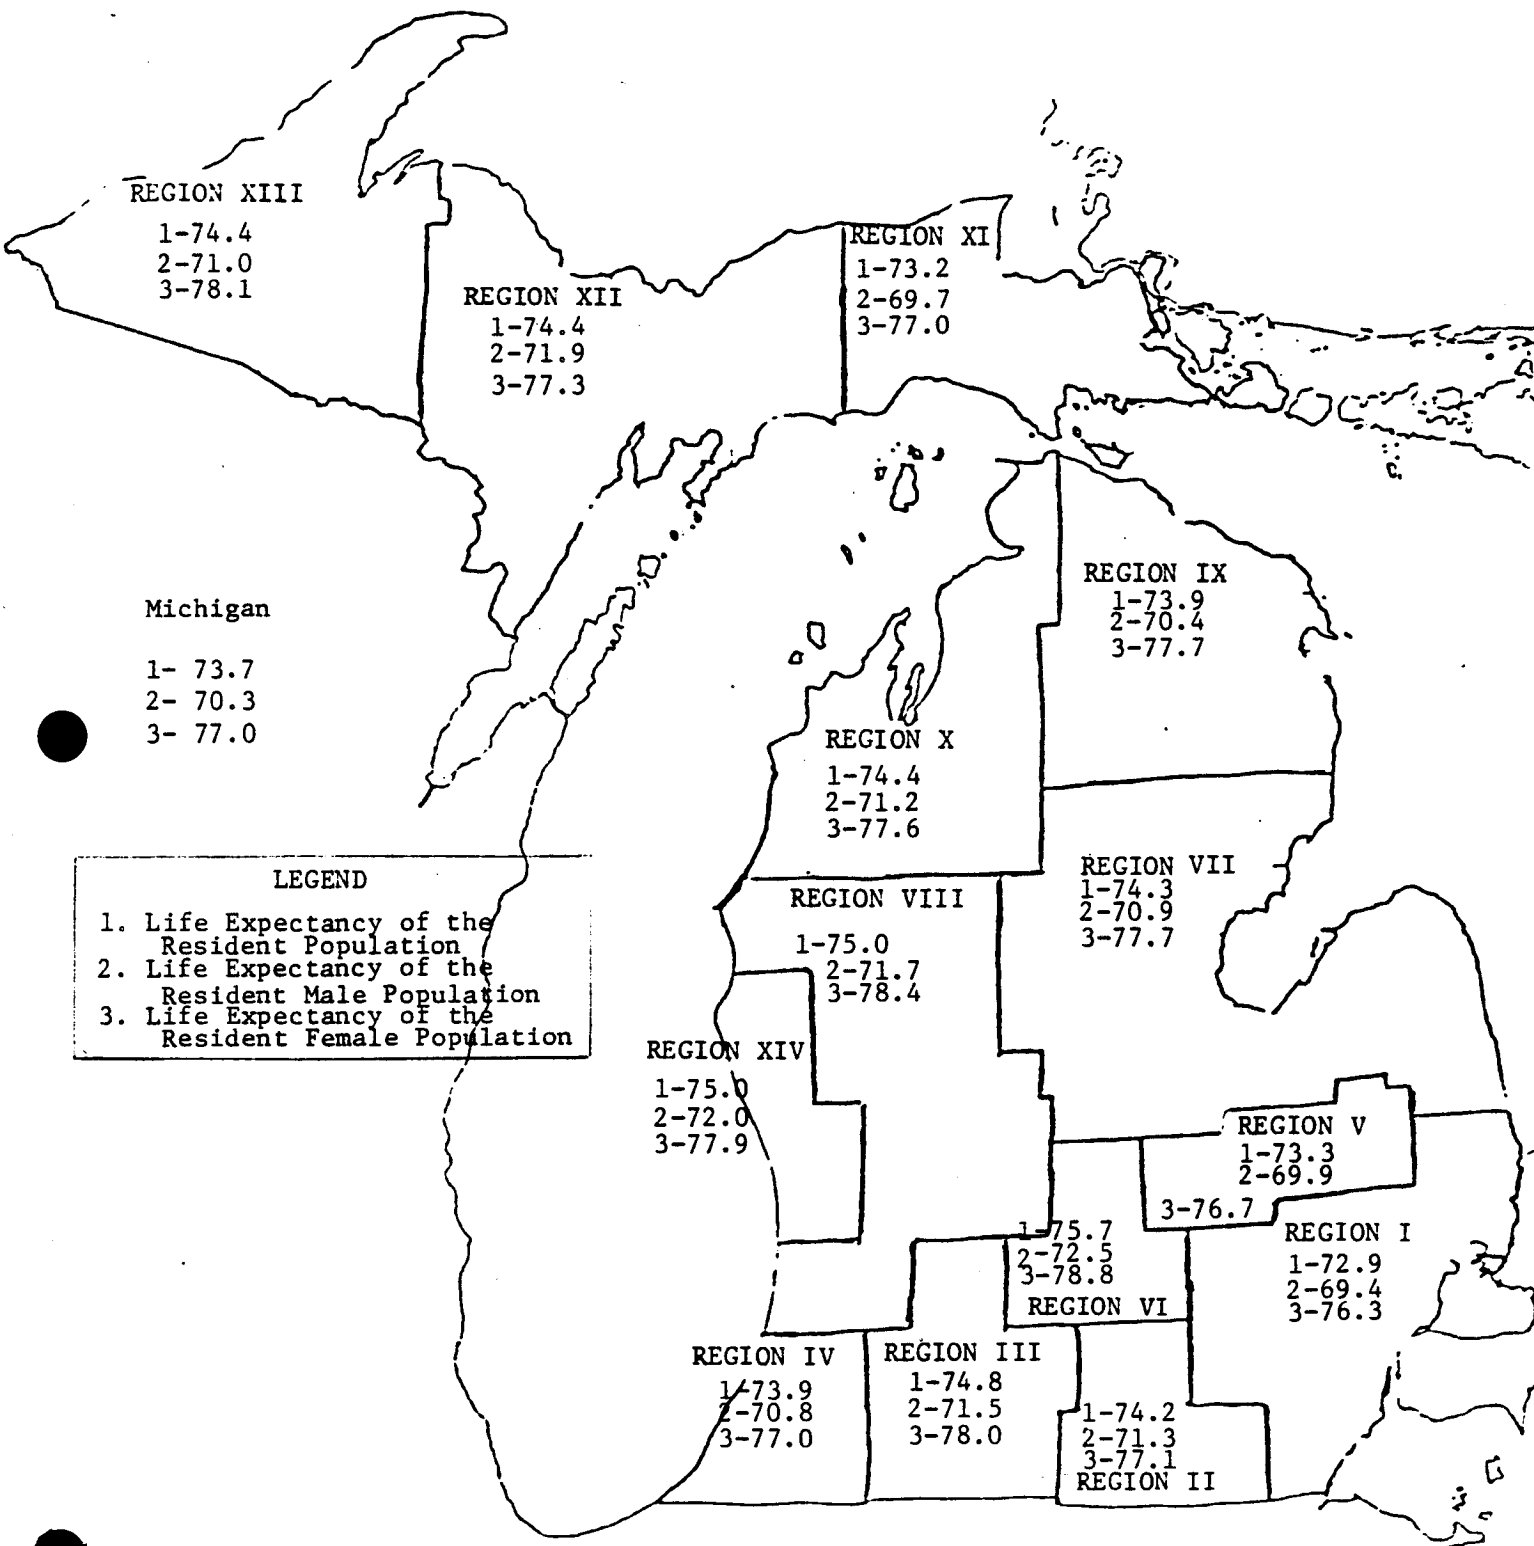 REGION XIII
1-74.4
2-71.0
3-78.1
REGION XII
1-74.4
2-71.9
3-77.3
REGION XI
1-73.2
2-69.7
3-77.0
REGION IX
1-73.9
2-70.4
3-77.7
Michigan
1- 73.7
2- 70.3
3- 77.0
REGION X
1-74.4
2-71.2
3-77.6
LEGEND
1. Life Expectancy of the
Resident Population
2. Life Expectancy of the
Resident Male Population
3. Life Expectancy of the
Resident Female Population
REGION VIII
1-75.0
2-71.7
3-78.4
REGION VII
1-74.3
2-70.9
3-77.7
REGION XIV
1-75.0
2-72.0
3-77.9
REGION V
1-73.3
2-69.9
3-76.7
1-75.7
2-72.5
3-78.8
REGION VI
REGION I
1-72.9
2-69.4
3-76.3
REGION IV
1-73.9
2-70.8
3-77.0
REGION III
1-74.8
2-71.5
3-78.0
1-74.2
2-71.3
3-77.1
REGION II